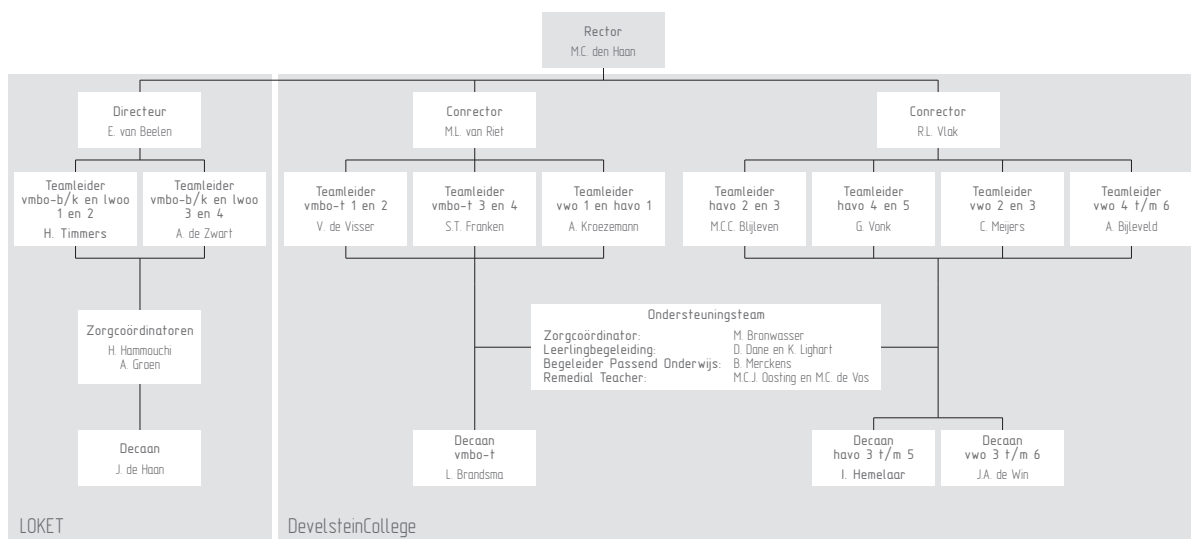 Rector
M.C. den Haan
Directeur
E. van Beelen
Conrector
M.L. van Riet
Conrector
R.L. Vlak
Teamleider
vmbo-b/k en lwoo
1 en 2
H. Timmers
Teamleider
vmbo-b/k en lwoo
3 en 4
A. de Zwart
Teamleider
vmbo-t 1 en 2
V. de Visser
Teamleider
vmbo-t 3 en 4
S.T. Franken
Teamleider
vwo 1 en havo 1
A. Kroezemann
Teamleider
havo 2 en 3
M.C.C. Blijleven
Teamleider
havo 4 en 5
G. Vonk
Teamleider
vwo 2 en 3
C. Meijers
Teamleider
vwo 4 t/m 6
A. Bijleveld
Zorgcoördinatoren
H. Hammouchi
A. Groen
Ondersteuningsteam
Zorgcoördinator: M. Bronwasser
Leerlingbegeleiding: D. Dane en K. Lighart
Begeleider Passend Onderwijs: B. Merckens
Remedial Teacher: M.C.J. Oosting en M.C. de Vos
Decaan
J. de Haan
Decaan
vmbo-t
L. Brandsma
Decaan
havo 3 t/m 5
I. Hemelaar
Decaan
vwo 3 t/m 6
J.A. de Win
LOKET
DevelsteinCollege